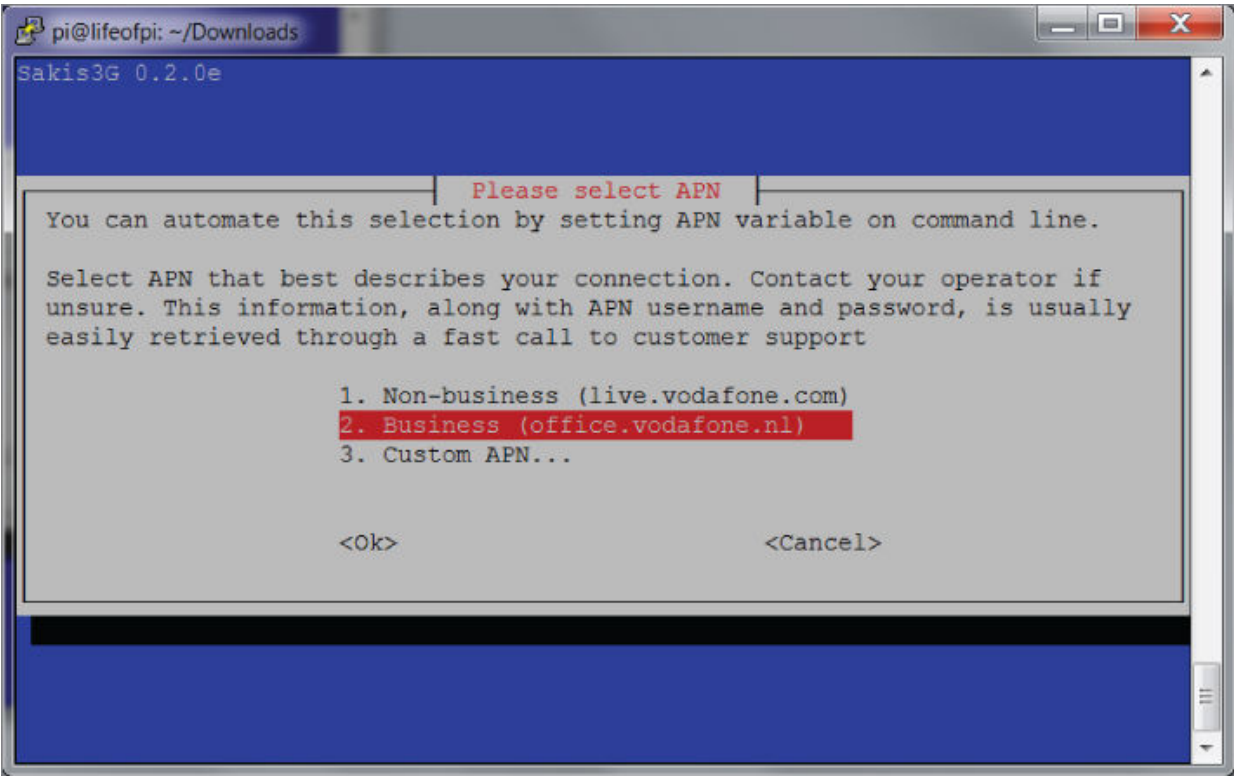 pi@lifeofpi: ~/Downloads
Sakis3G 0.2.0e
Please select APN
You can automate this selection by setting APN variable on command line.
Select APN that best describes your connection. Contact your operator if
unsure. This information, along with APN username and password, is usually
easily retrieved through a fast call to customer support
1. Non-business (live.vodafone.com)
2. Business (office.vodafone.nl)
3. Custom APN...
<Ok> <Cancel>